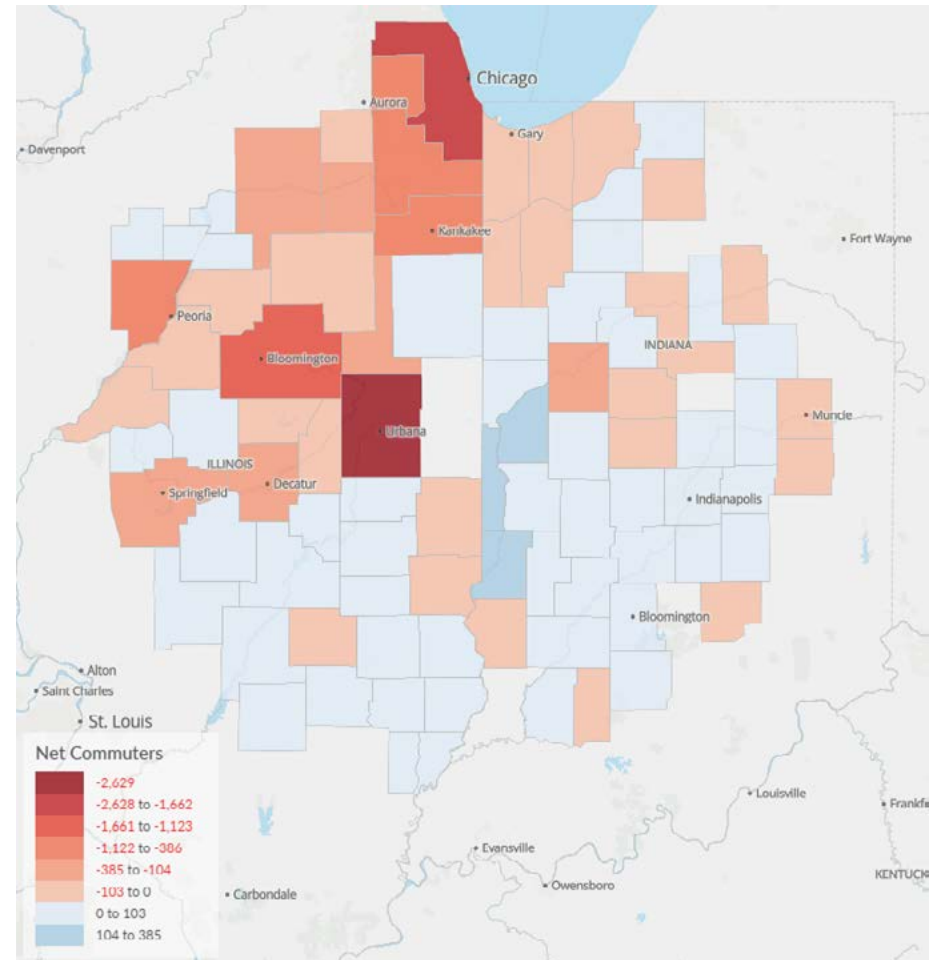 Chicago
Aurora
Gary
Davenport
Kankakee
Fort Wayne
Peoria
INDIANA
Bloomington
Muncie
Urbana
ILLINOIS
Decatur
Springfield
Indianapolis
Bloomington
Alton
Saint Charles
St. Louis
Net Commuters
-2,629
-2,628 to -1,662
-1,661 to -1,123
-1,122 to -386
-385 to -104
-103 to 0
0 to 103
104 to 385
Louisville
Frankf
Evansville
KENTUCK
Owensboro
Carbondale